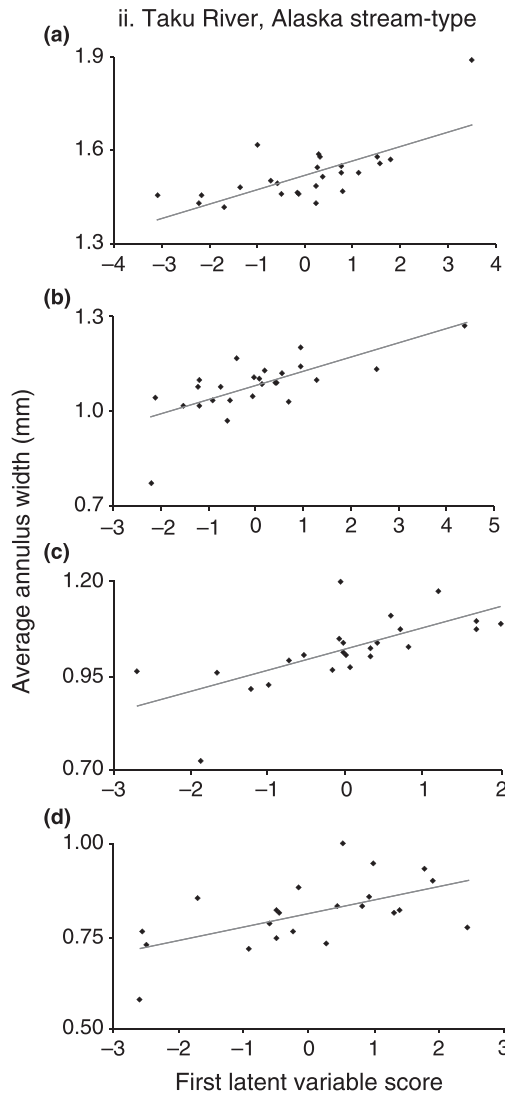 ii. Taku River, Alaska stream-type
(a)
1.9
1.6
1.3
−4 −3 −2 −1 0 1 2 3 4
(b)
1.3
1.0
0.7
−3 −2 −1 0 1 2 3 4 5
Average annulus width (mm)
(c)
1.20
0.95
0.70
−3 −2 −1 0 1 2
(d)
1.00
0.75
0.50
−3 −2 −1 0 1 2 3
First latent variable score